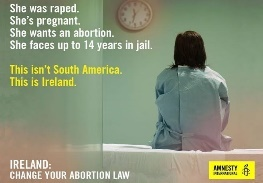 She was raped.
She's pregnant.
She wants an abortion.
She faces up to 14 years in jail.
This isn't South America.
This is Ireland.
IRELAND:
CHANGE YOUR ABORTION LAW
AMNESTY
INTERNATIONAL